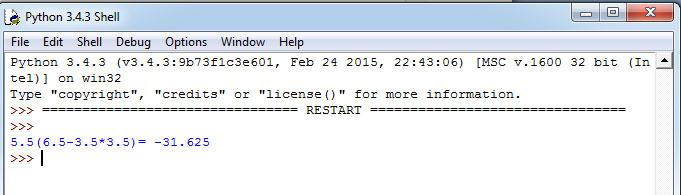 Python 3.4.3 Shell
File Edit Shell Debug Options Window Help
Python 3.4.3 (v3.4.3:9b73f1c3e601, Feb 24 2015, 22:43:06) [MSC v.1600 32 bit (In
tel)] on win32
Type "copyright", "credits" or "license()" for more information.
>>> ================================ RESTART ================================
>>>
5.5(6.5-3.5*3.5)= -31.625
>>>